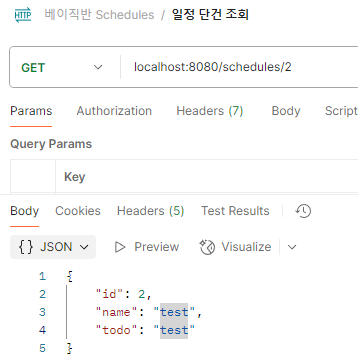 HTTP 베이직반 Schedules / 일정 단건 조회
GET localhost:8080/schedules/2
Params Authorization Headers (7) Body Script
Query Params
Key
Body Cookies Headers (5) Test Results
{} JSON Preview Visualize
1 {
2 "id": 2,
3 "name": "test",
4 "todo": "test"
5 }